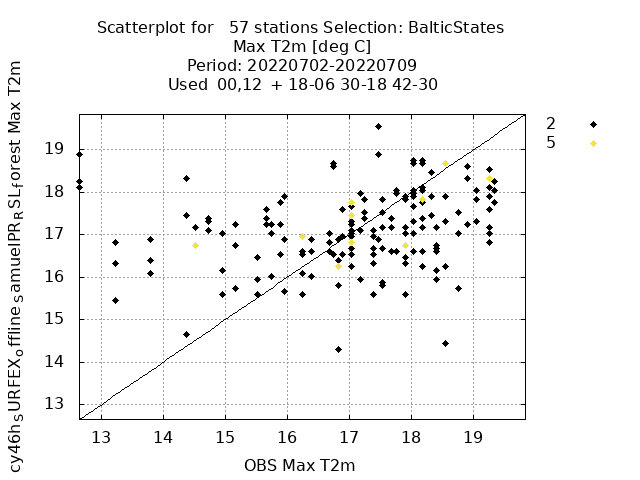 Scatterplot for   57 stations Selection: BalticStates
Max T2m [deg C]
Period: 20220702-20220709
Used  00,12  + 18-06 30-18 42-30
2
5
19
18
17
16
15
14
13
13 14 15 16 17 18 19
OBS Max T2m
cy46h_SURFEX_offline_samuelPR_RSL_forest Max T2m